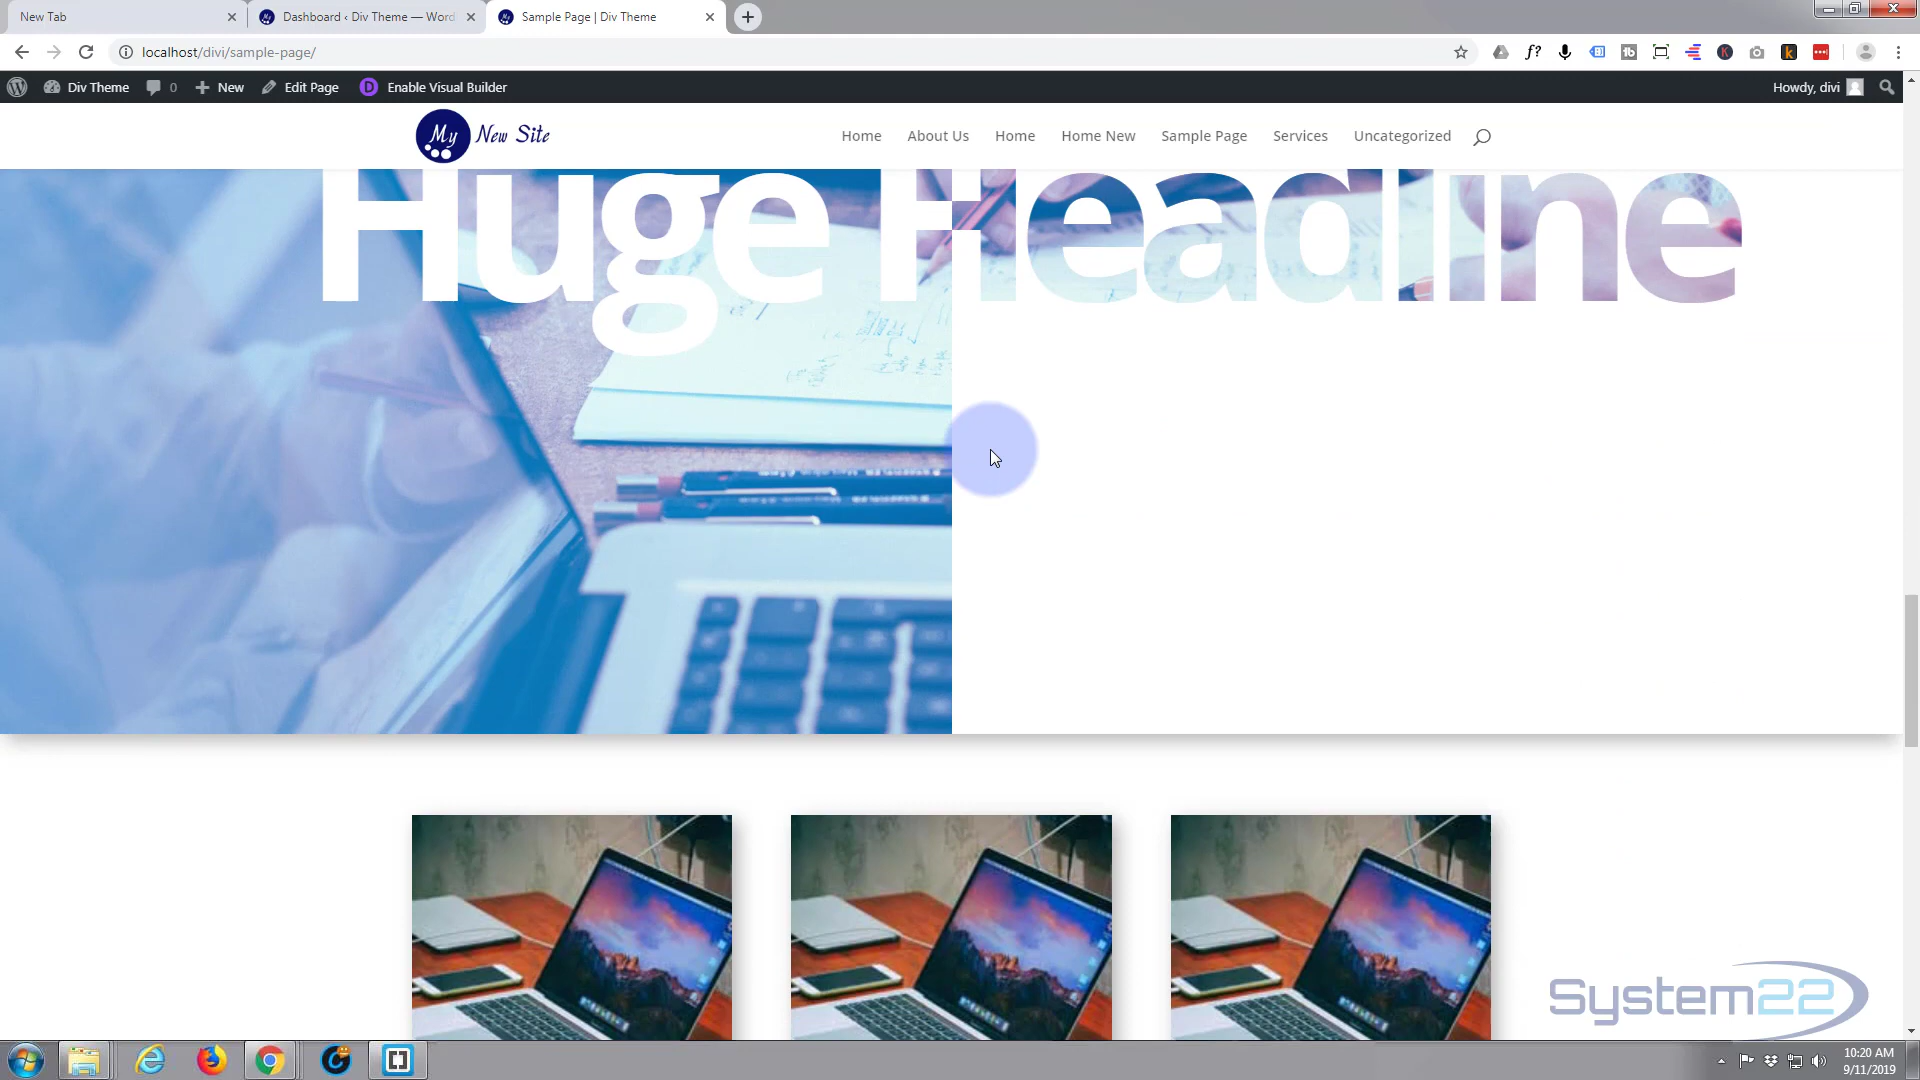 New Tab
Dashboard ‹ Div Theme — Word
Sample Page | Div Theme
localhost/divi/sample-page/
Div Theme
0
New
Edit Page
D
Enable Visual Builder
Howdy, divi
My New Site
Home
About Us
Home
Home New
Sample Page
Services
Uncategorized
Huge Headline
System22
10:20 AM
9/11/2019